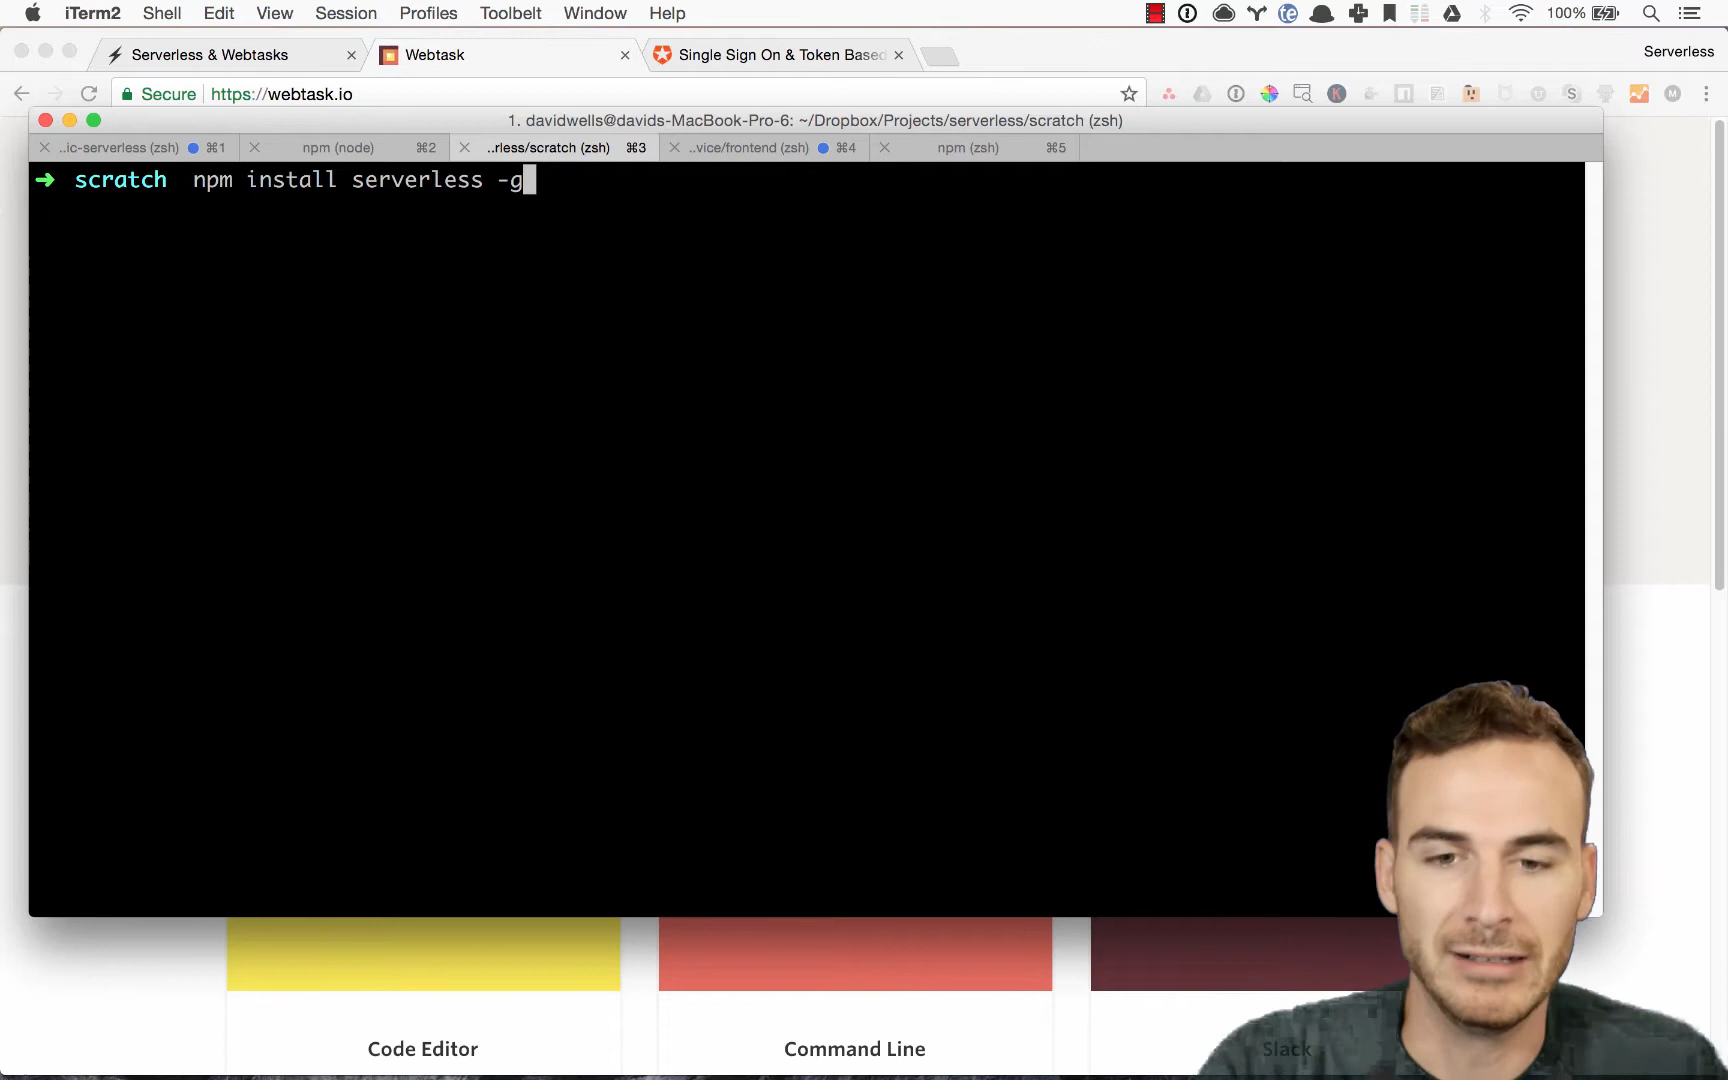 iTerm2 Shell Edit View Session Profiles Toolbelt Window Help 100%
Serverless & Webtasks Webtask Single Sign On & Token Based Serverless
Secure https://webtask.io
1. davidwells@davids-MacBook-Pro-6: ~/Dropbox/Projects/serverless/scratch (zsh)
..ic-serverless (zsh) ⌘1 npm (node) ⌘2 ..rless/scratch (zsh) ⌘3 ..vice/frontend (zsh) ⌘4 npm (zsh) ⌘5
➜ scratch npm install serverless -g
Code Editor Command Line Slack